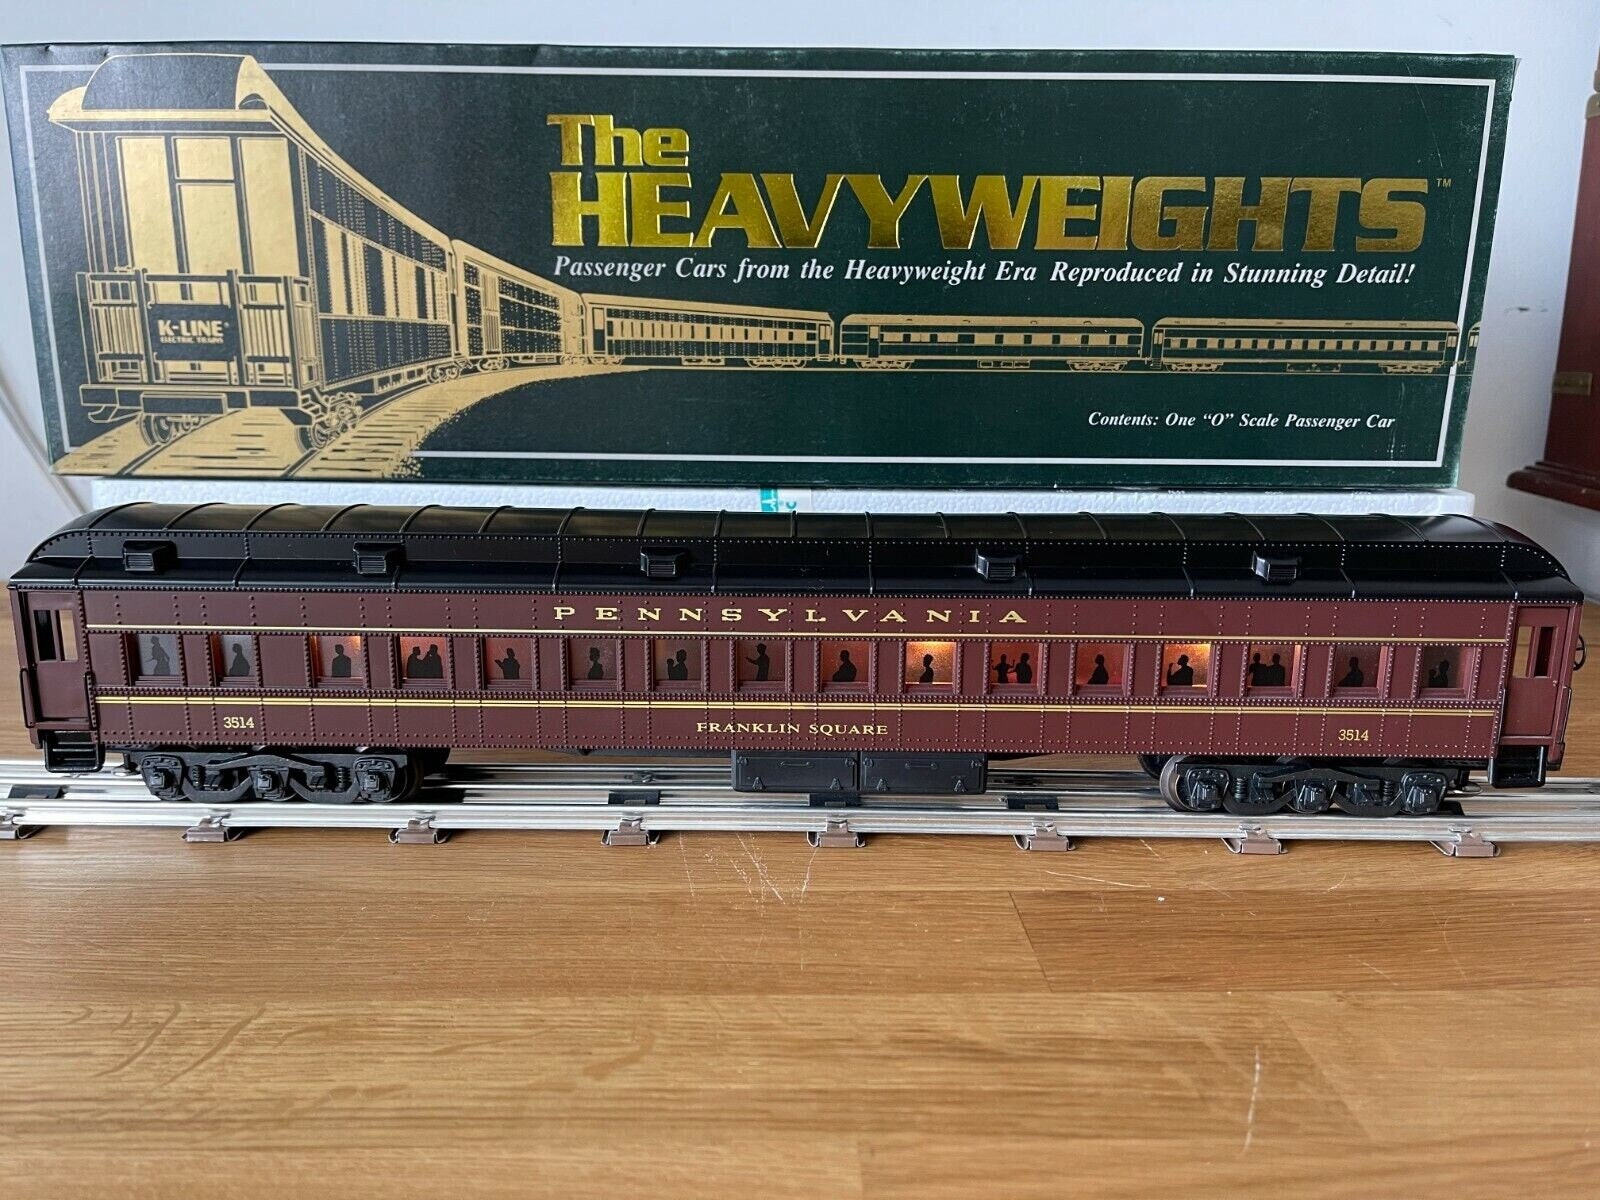 The
HEAVYWEIGHTS™
Passenger Cars from the Heavyweight Era Reproduced in Stunning Detail!
K-LINE®
ELECTRIC TRAINS
Contents: One "O" Scale Passenger Car
PENNSYLVANIA
3514
FRANKLIN SQUARE
3514